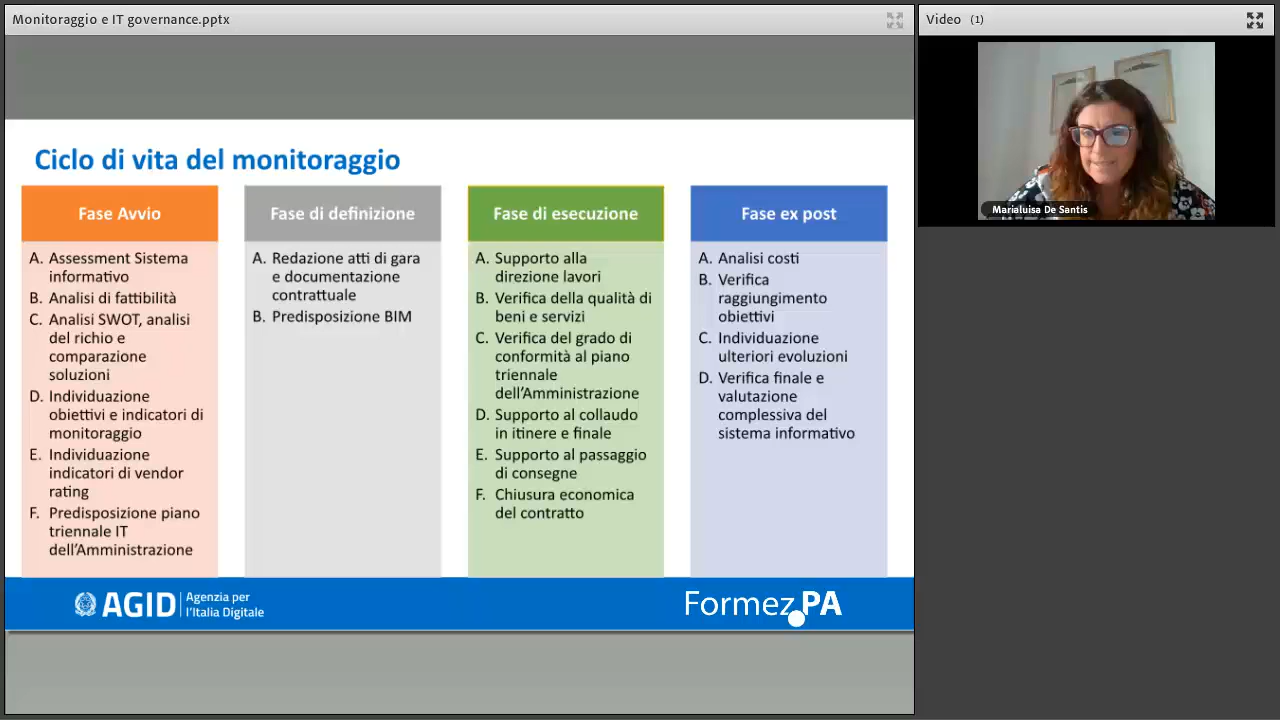 Monitoraggio e IT governance.pptx
Video (1)
Marialuisa De Santis
Ciclo di vita del monitoraggio
Fase Avvio
A. Assessment Sistema
informativo
B. Analisi di fattibilità
C. Analisi SWOT, analisi
del richio e
comparazione
soluzioni
D. Individuazione
obiettivi e indicatori di
monitoraggio
E. Individuazione
indicatori di vendor
rating
F. Predisposizione piano
triennale IT
dell'Amministrazione
Fase di definizione
A. Redazione atti di gara
e documentazione
contrattuale
B. Predisposizione BIM
Fase di esecuzione
A. Supporto alla
direzione lavori
B. Verifica della qualità di
beni e servizi
C. Verifica del grado di
conformità al piano
triennale
dell'Amministrazione
D. Supporto al collaudo
in itinere e finale
E. Supporto al passaggio
di consegne
F. Chiusura economica
del contratto
Fase ex post
A. Analisi costi
B. Verifica
raggiungimento
obiettivi
C. Individuazione
ulteriori evoluzioni
D. Verifica finale e
valutazione
complessiva del
sistema informativo
AGID
Agenzia per
l'Italia Digitale
Formez.PA